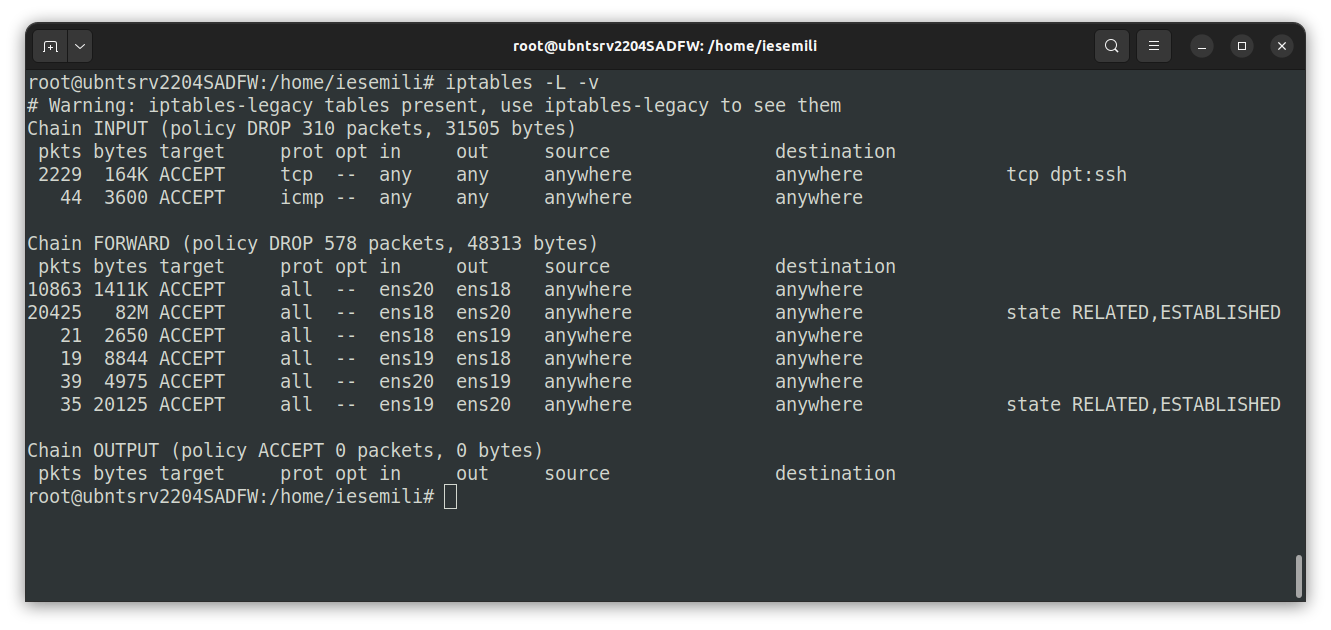 root@ubntsrv2204SADFW: /home/iesemili
root@ubntsrv2204SADFW:/home/iesemili# iptables -L -v
# Warning: iptables-legacy tables present, use iptables-legacy to see them
Chain INPUT (policy DROP 310 packets, 31505 bytes)
 pkts bytes target     prot opt in     out     source               destination
 2229  164K ACCEPT     tcp  --  any    any     anywhere             anywhere             tcp dpt:ssh
   44  3600 ACCEPT     icmp --  any    any     anywhere             anywhere

Chain FORWARD (policy DROP 578 packets, 48313 bytes)
 pkts bytes target     prot opt in     out     source               destination
10863 1411K ACCEPT     all  --  ens20  ens18   anywhere             anywhere
20425   82M ACCEPT     all  --  ens18  ens20   anywhere             anywhere             state RELATED,ESTABLISHED
   21  2650 ACCEPT     all  --  ens18  ens19   anywhere             anywhere
   19  8844 ACCEPT     all  --  ens19  ens18   anywhere             anywhere
   39  4975 ACCEPT     all  --  ens20  ens19   anywhere             anywhere
   35 20125 ACCEPT     all  --  ens19  ens20   anywhere             anywhere             state RELATED,ESTABLISHED

Chain OUTPUT (policy ACCEPT 0 packets, 0 bytes)
 pkts bytes target     prot opt in     out     source               destination
root@ubntsrv2204SADFW:/home/iesemili#